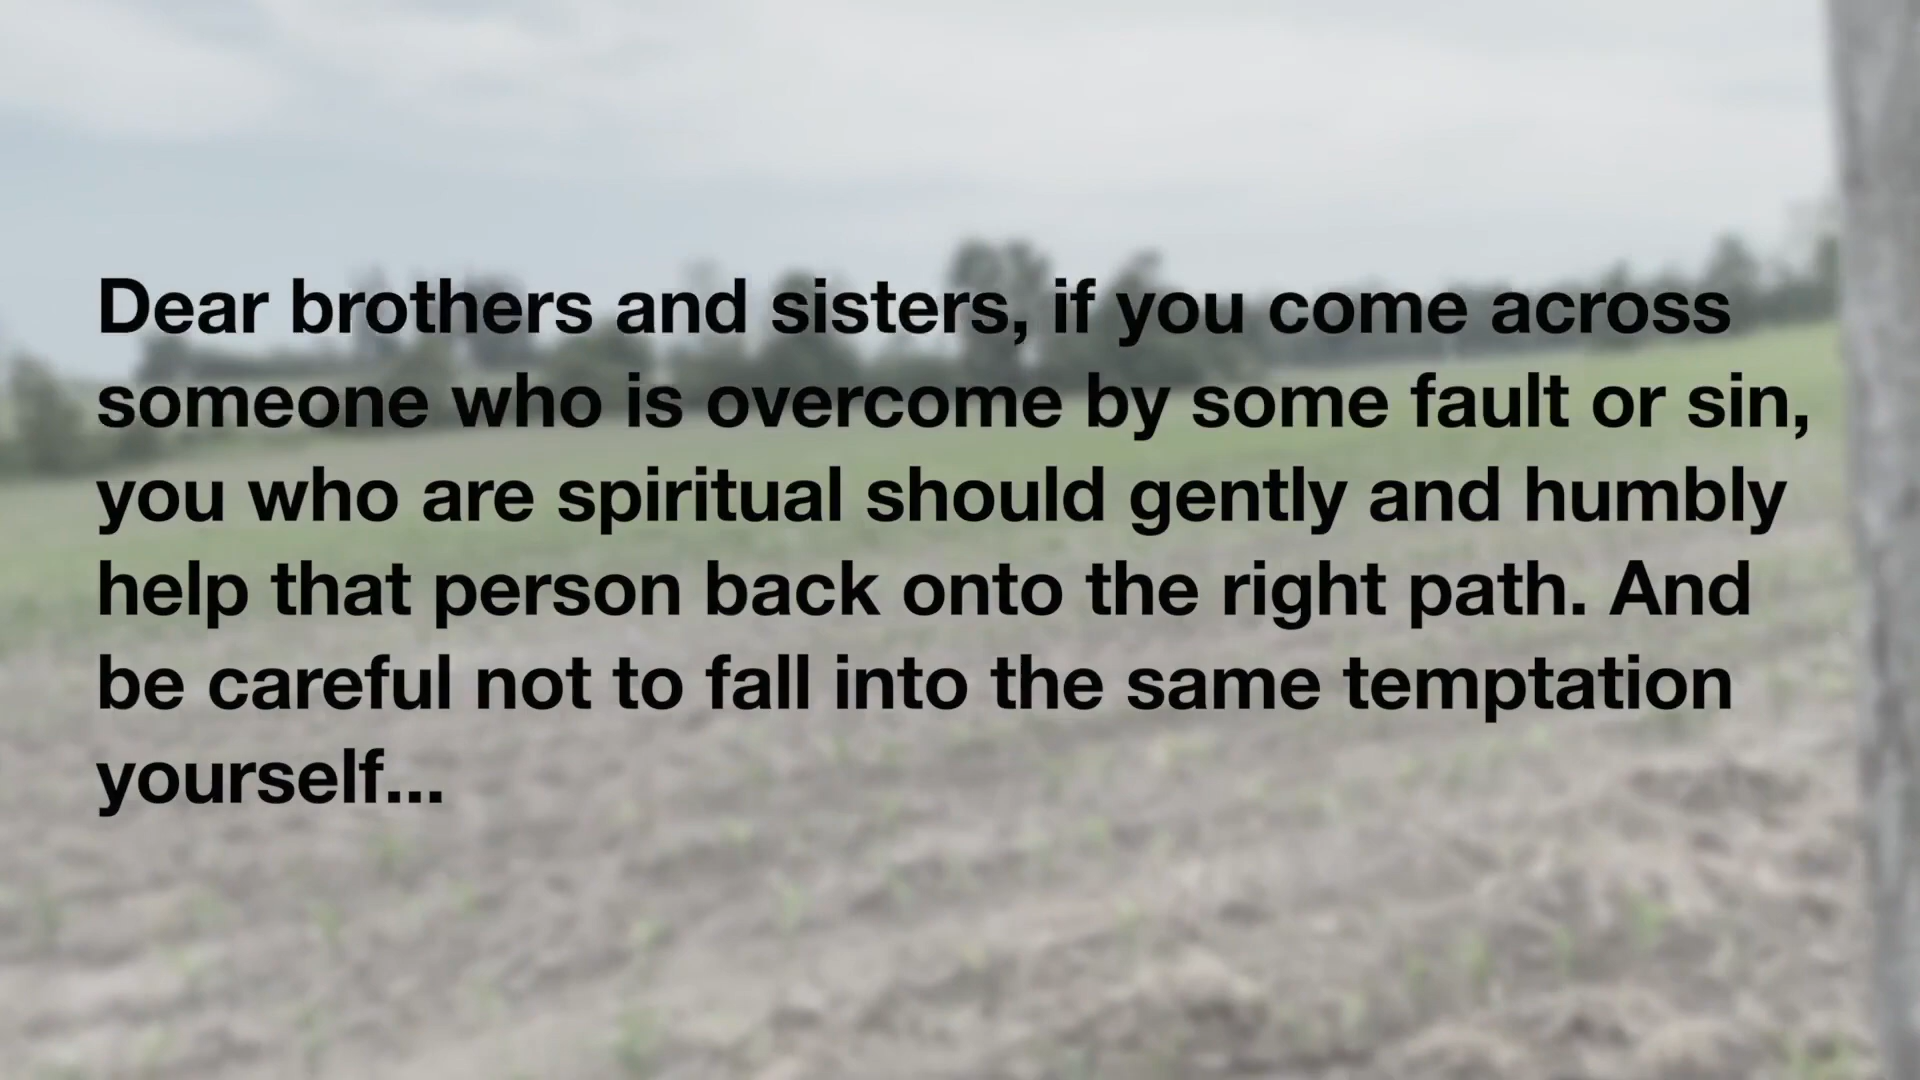 Dear brothers and sisters, if you come across
someone who is overcome by some fault or sin,
you who are spiritual should gently and humbly
help that person back onto the right path. And
be careful not to fall into the same temptation
yourself...